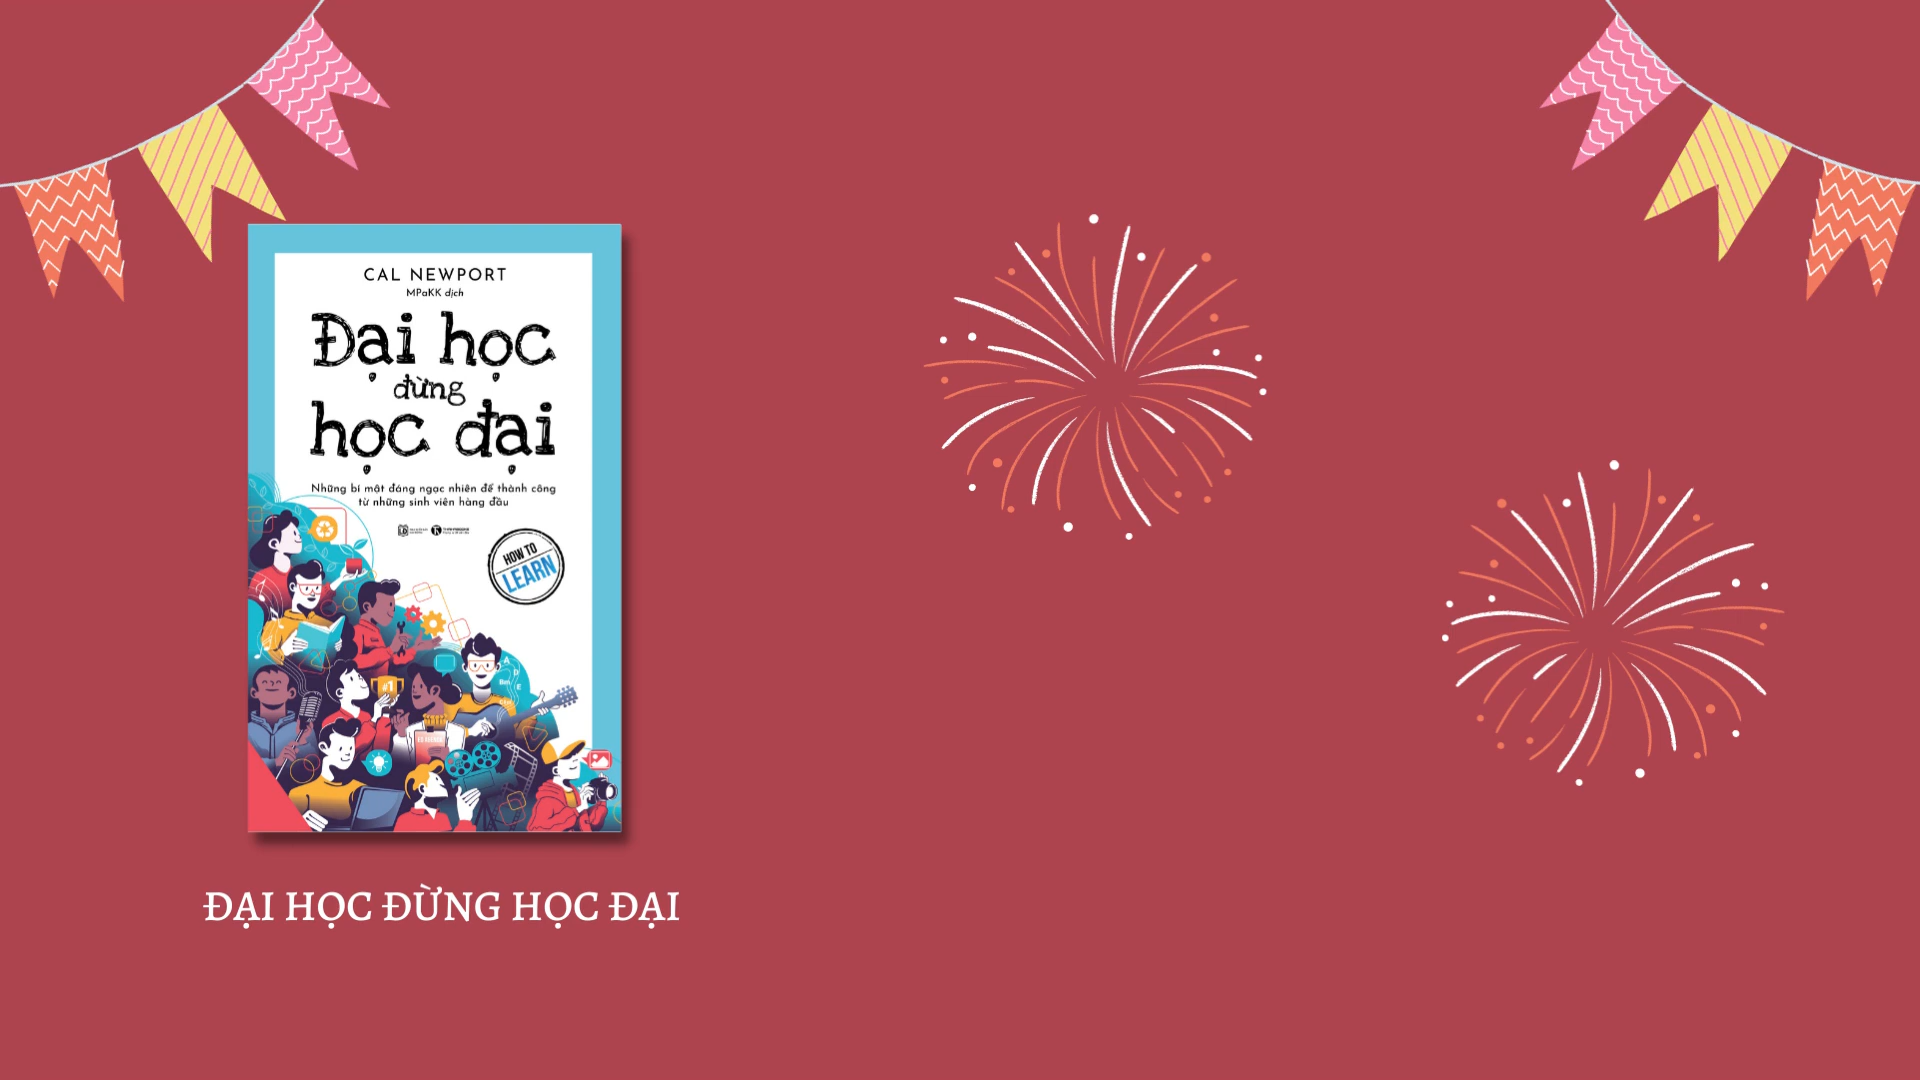 CAL NEWPORT
MPaKK dịch
Đại học
đừng
học đại
Những bí mật đáng ngạc nhiên để thành công
từ những sinh viên hàng đầu
HOW TO
LEARN
#1
ĐẠI HỌC ĐỪNG HỌC ĐẠI